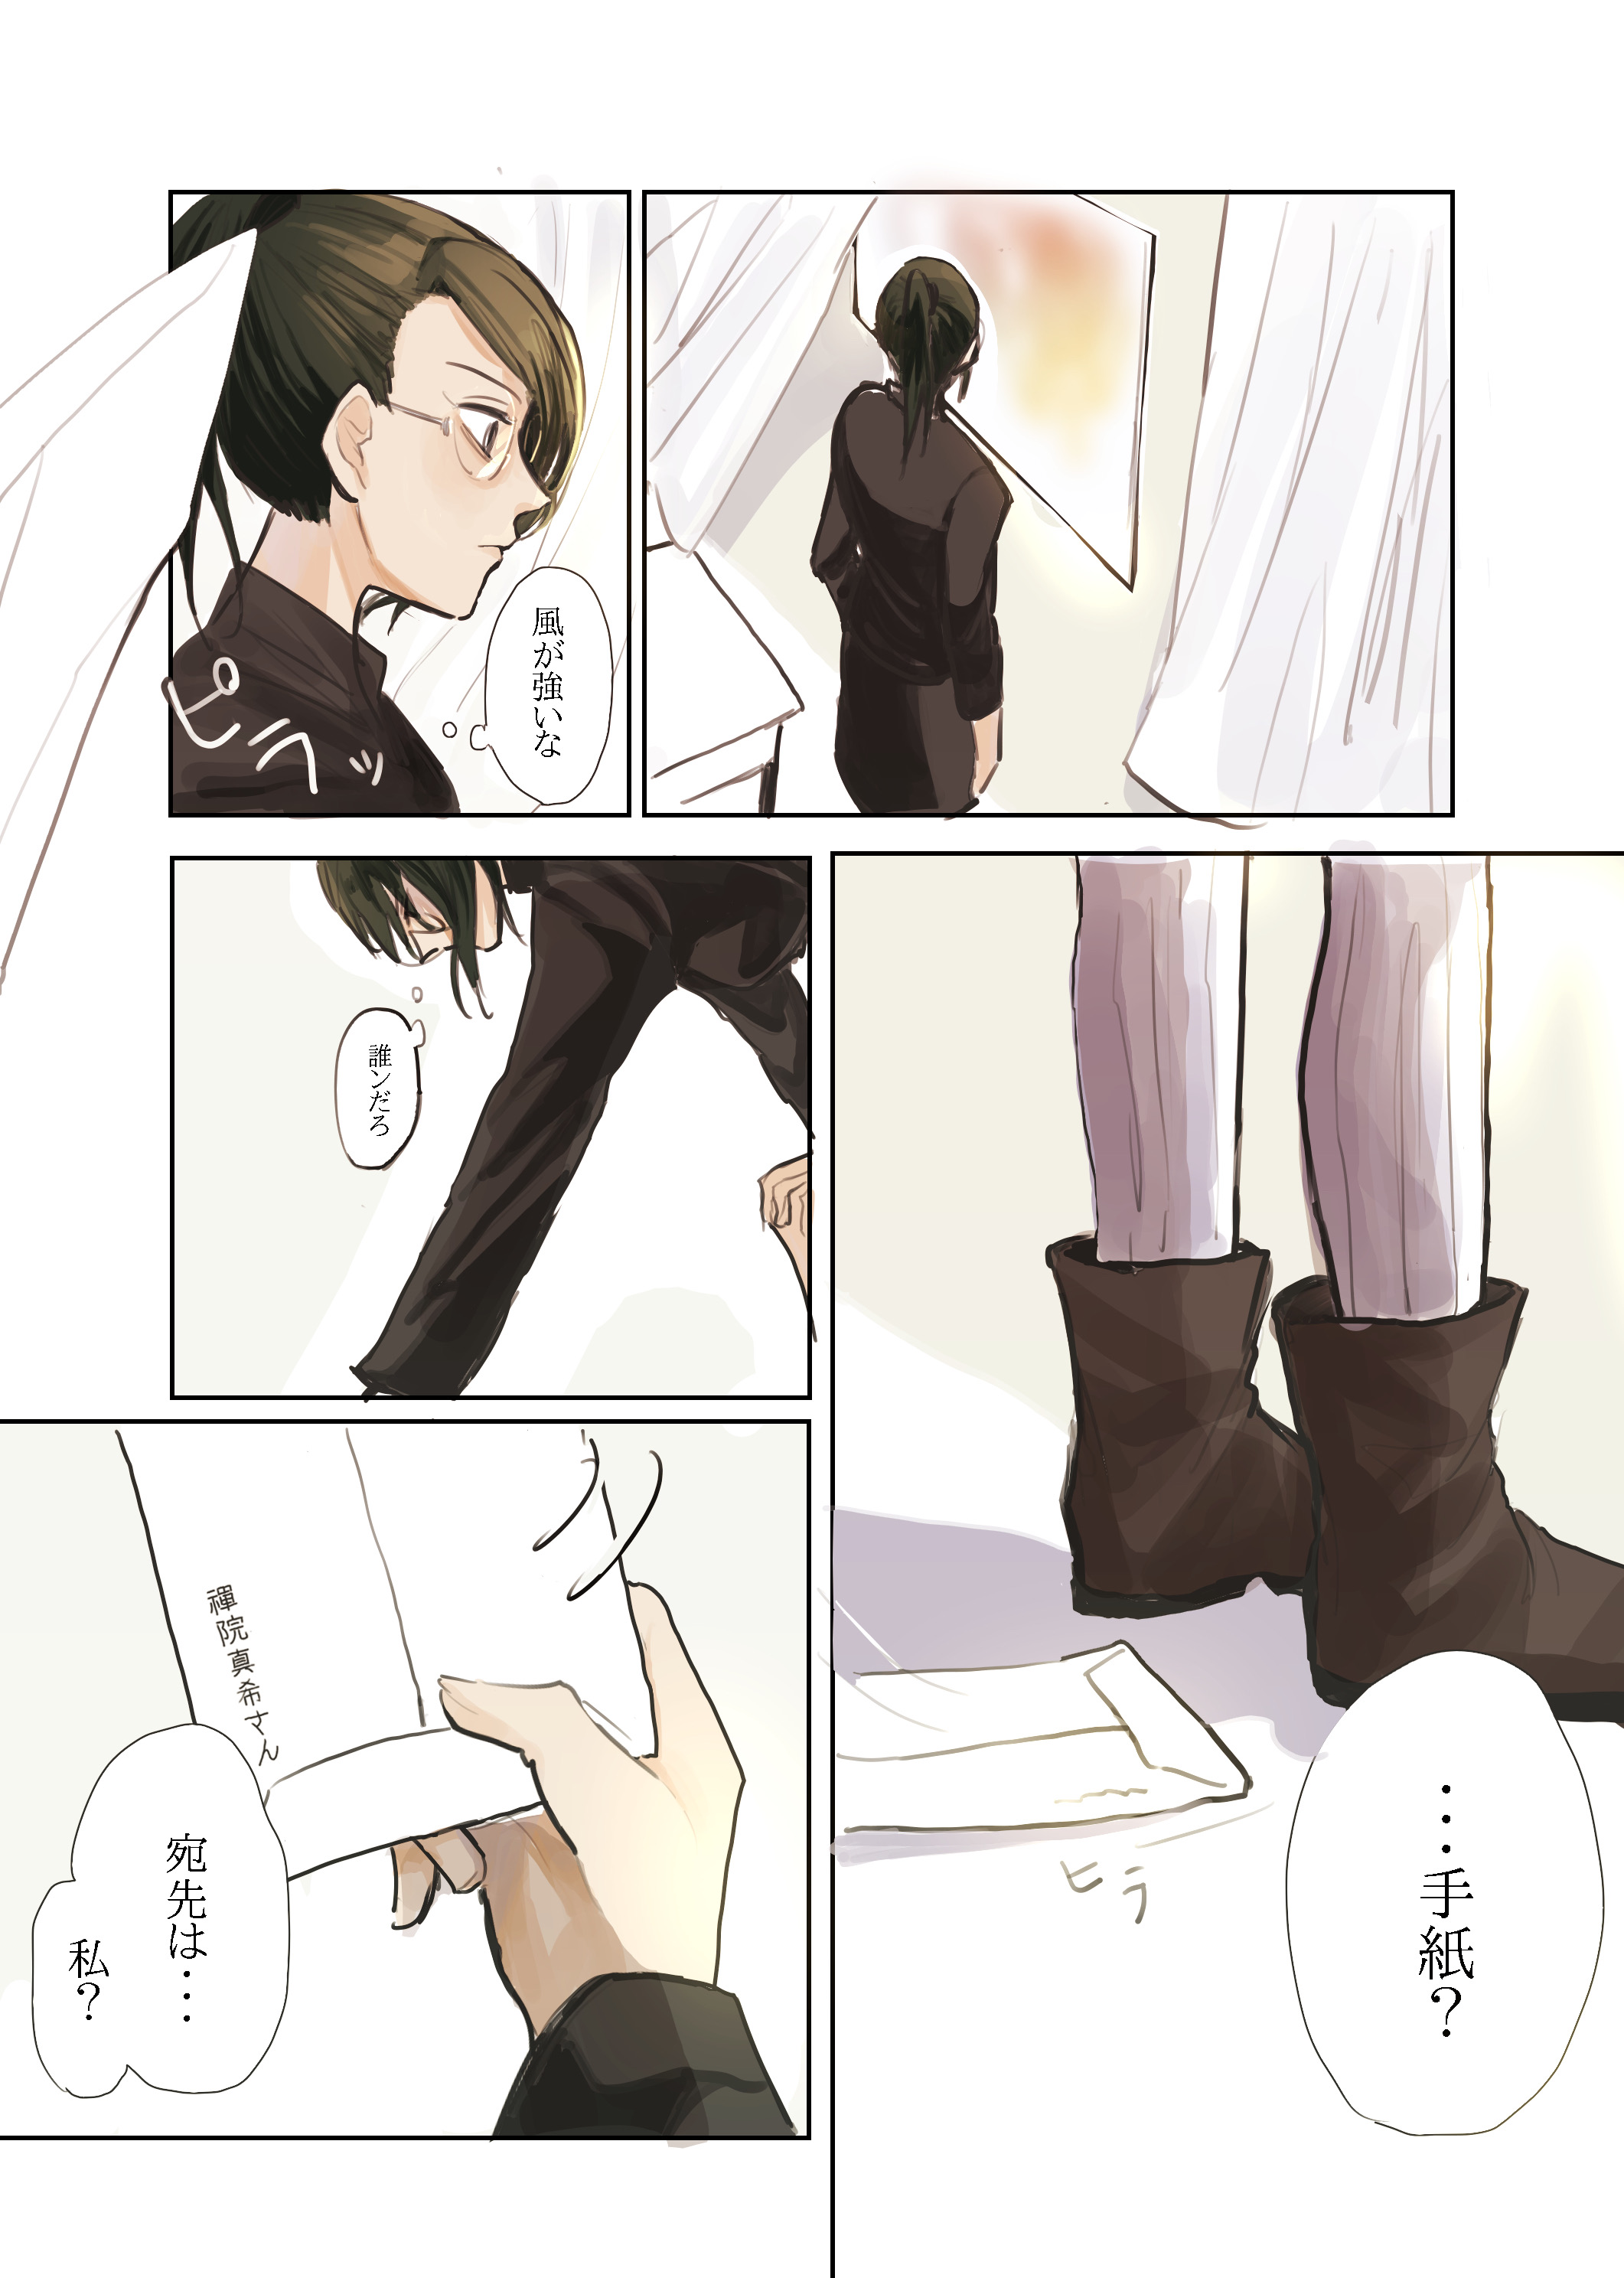 風が強いな
ピラッ
・・・手紙？
ヒラ
誰ンだろ
禪院真希さん
宛先は・・・
私？